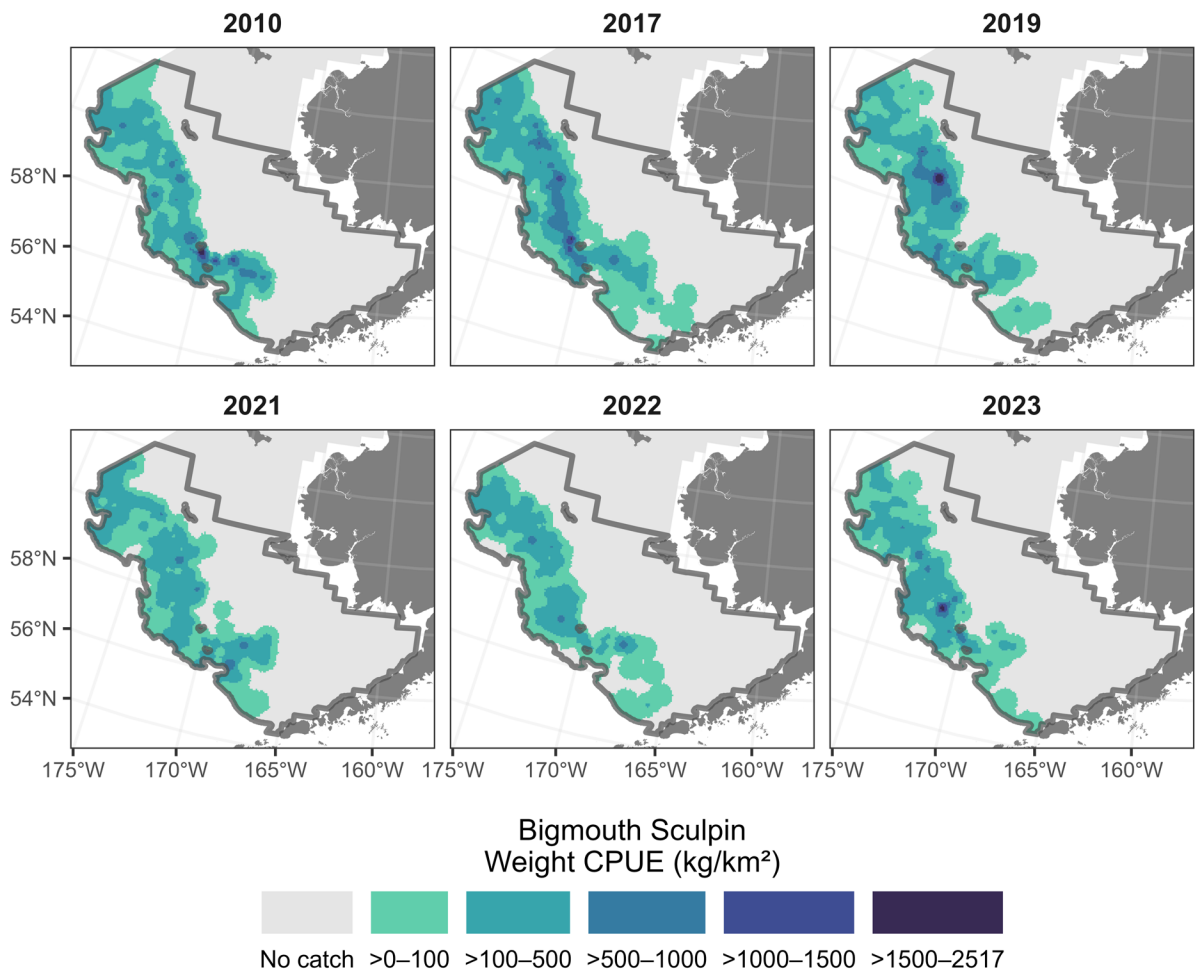 2010 2017 2019
58°N
56°N
54°N
2021 2022 2023
58°N
56°N
54°N
175°W 170°W 165°W 160°W 175°W 170°W 165°W 160°W 175°W 170°W 165°W 160°W
Bigmouth Sculpin
Weight CPUE (kg/km²)
No catch >0–100 >100–500 >500–1000 >1000–1500 >1500–2517